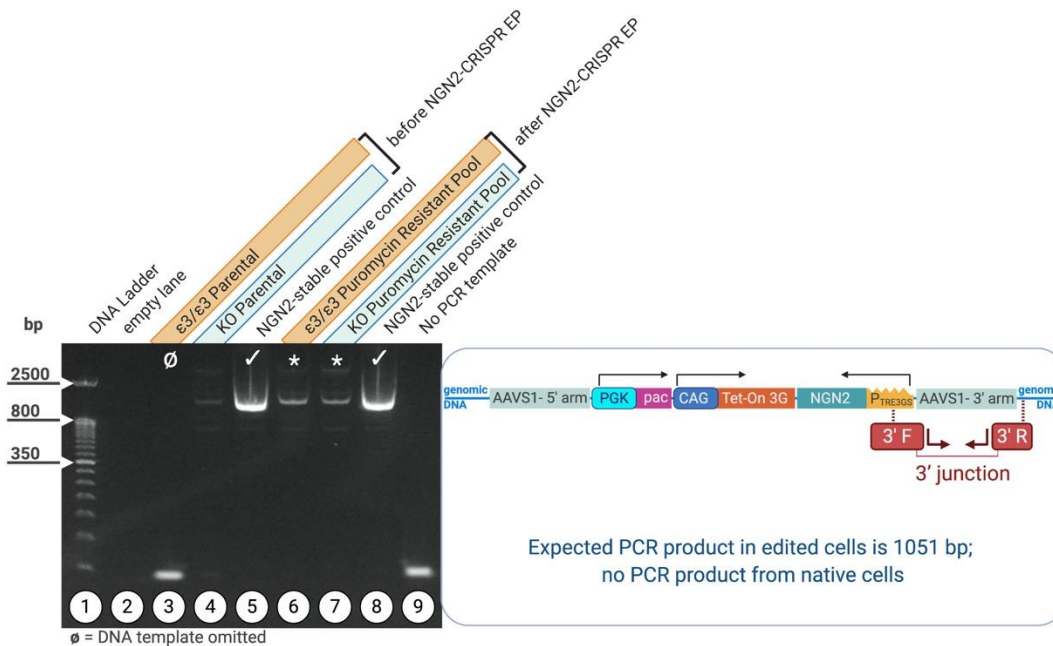 before NGN2-CRISPR EP
after NGN2-CRISPR EP
DNA Ladder
empty lane
ε3/ε3 Parental
KO Parental
NGN2-stable positive control
ε3/ε3 Puromycin Resistant Pool
KO Puromycin Resistant Pool
NGN2-stable positive control
No PCR template
bp
2500
800
350
ø ✓ * * ✓
1 2 3 4 5 6 7 8 9
ø = DNA template omitted
genomic
DNA
AAVS1- 5' arm
PGK
pac
CAG
Tet-On 3G
NGN2
PTRE3GS
AAVS1- 3' arm
genom
DN
3' F
3' R
3' junction
Expected PCR product in edited cells is 1051 bp;
no PCR product from native cells